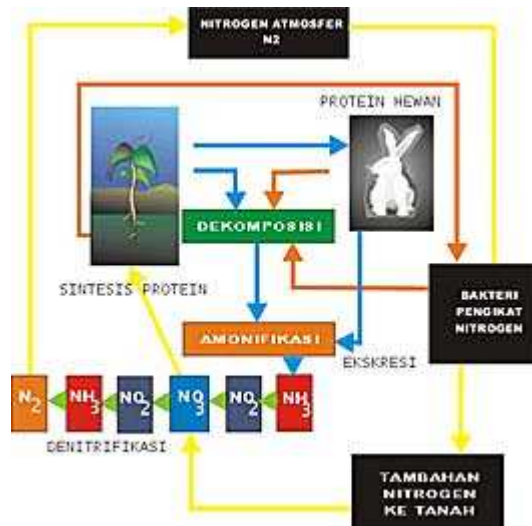 NITROGEN ATMOSFER
N2
PROTEIN HEWAN
DEKOMPOSISI
SINTESIS PROTEIN
BAKTERI
PENGIKAT
NITROGEN
AMONIFIKASI
EKSKRESI
N2 NH3 NO2 NO3 NO2 NH3
DENITRIFIKASI
TAMBAHAN
NITROGEN
KE TANAH